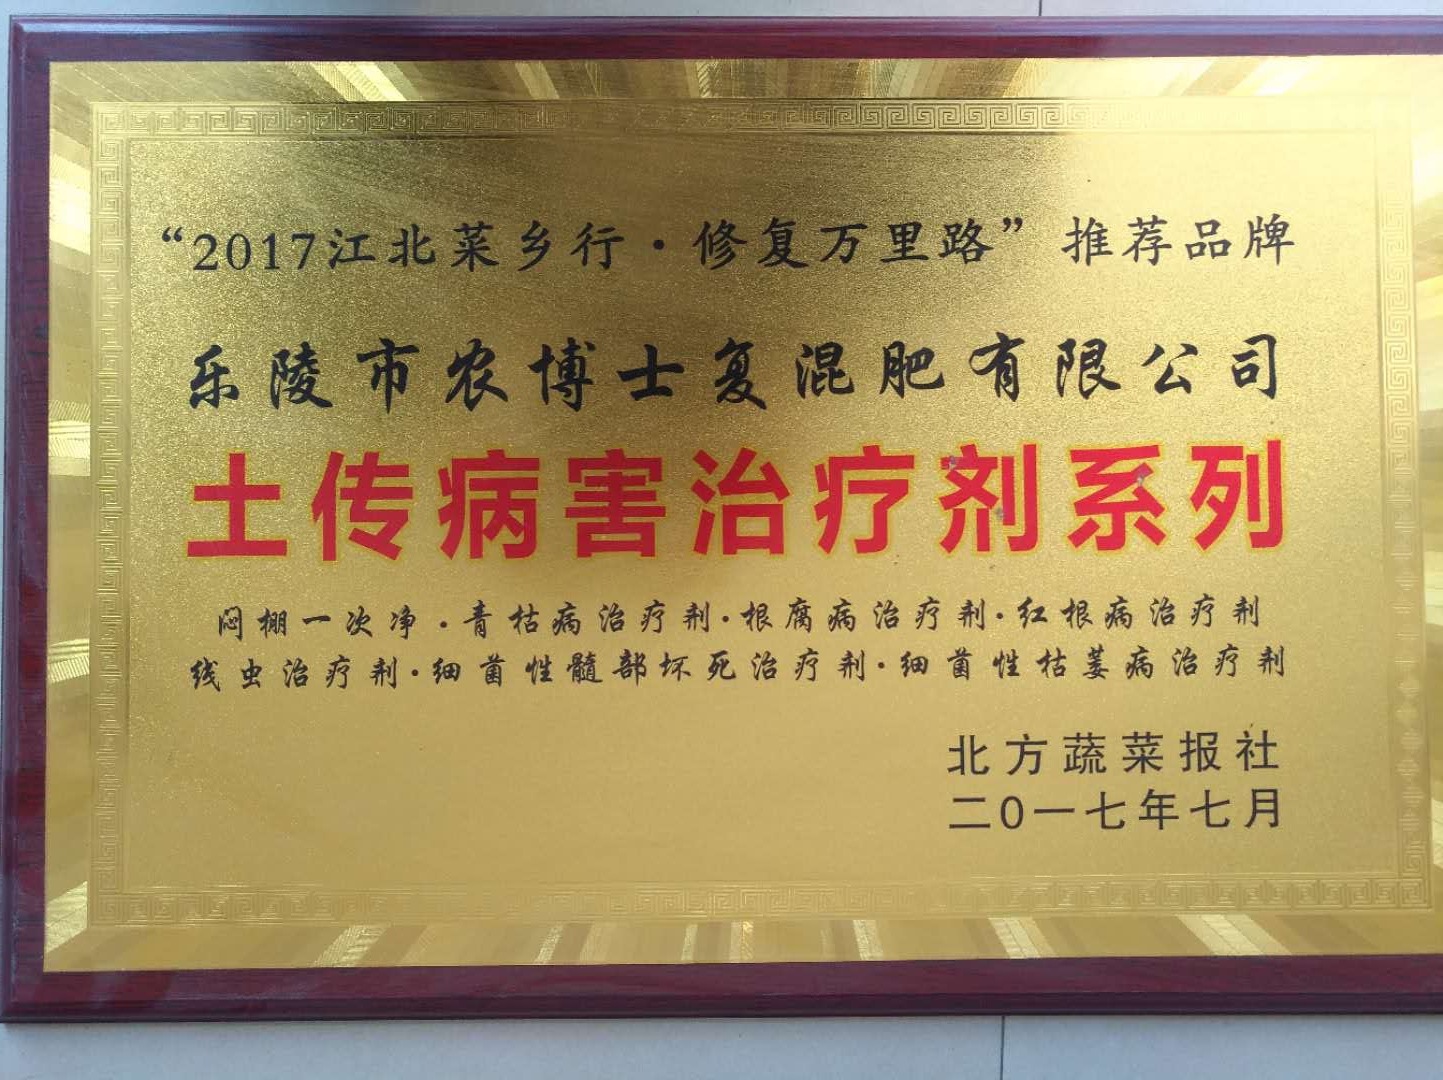 “2017江北菜乡行·修复万里路”推荐品牌
乐陵市农博士复混肥有限公司
土传病害治疗剂系列
闷棚一次净·青枯病治疗剂·根腐病治疗剂·红根病治疗剂
线虫治疗剂·细菌性髓部坏死治疗剂·细菌性枯萎病治疗剂
北方蔬菜报社
二〇一七年七月